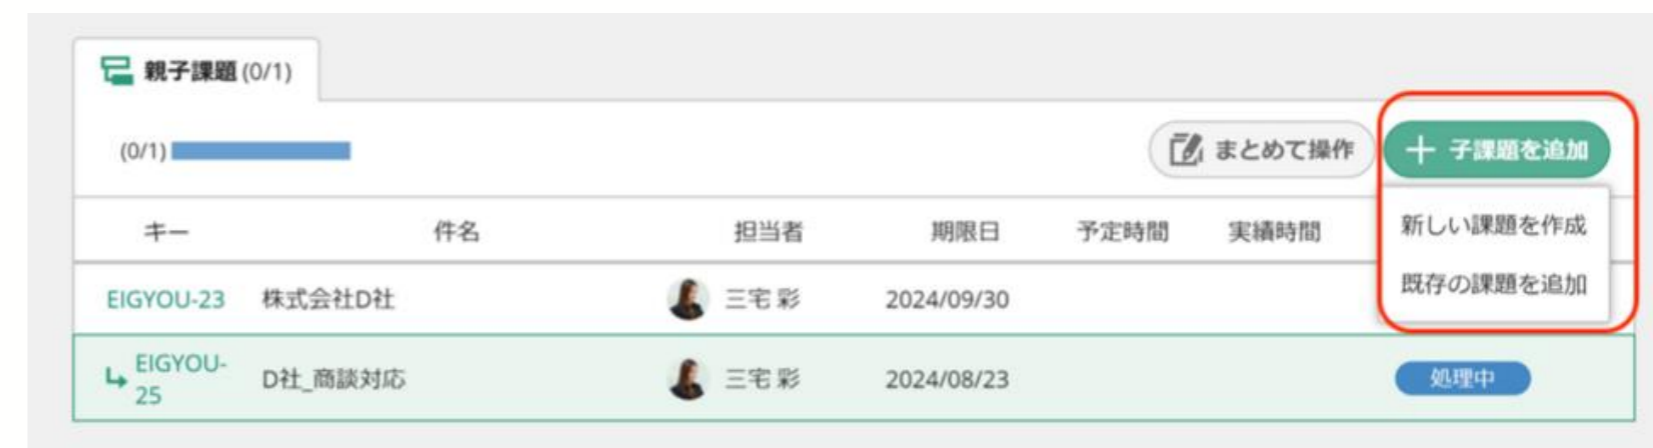 親子課題 (0/1)
(0/1)
まとめて操作
子課題を追加
新しい課題を作成
既存の課題を追加
キー 件名 担当者 期限日 予定時間 実績時間
EIGYOU-23 株式会社D社 三宅 彩 2024/09/30
EIGYOU-
25
D社_商談対応 三宅 彩 2024/08/23 処理中